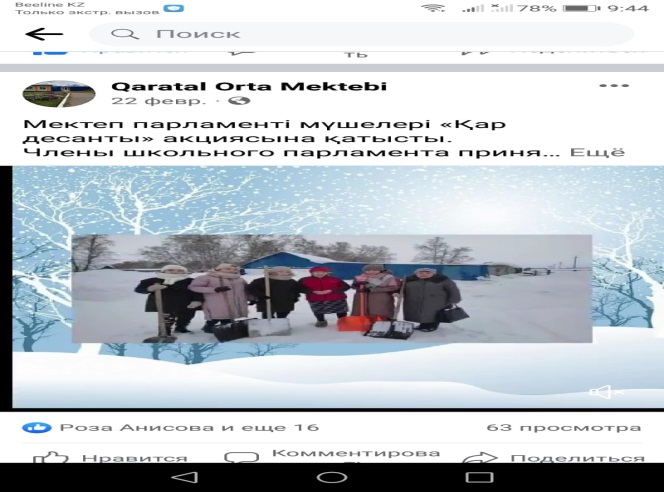 Beeline KZ
Только экстр. вызов
78%
9:44
Поиск
ть
Qaratal Orta Mektebi
22 февр. ·
Мектеп парламенті мүшелері «Қар
десанты» акциясына қатысты.
Члены школьного парламента приня... Ещё
Роза Анисова и еще 16
63 просмотра
Нравится
Комментирова
Поделиться